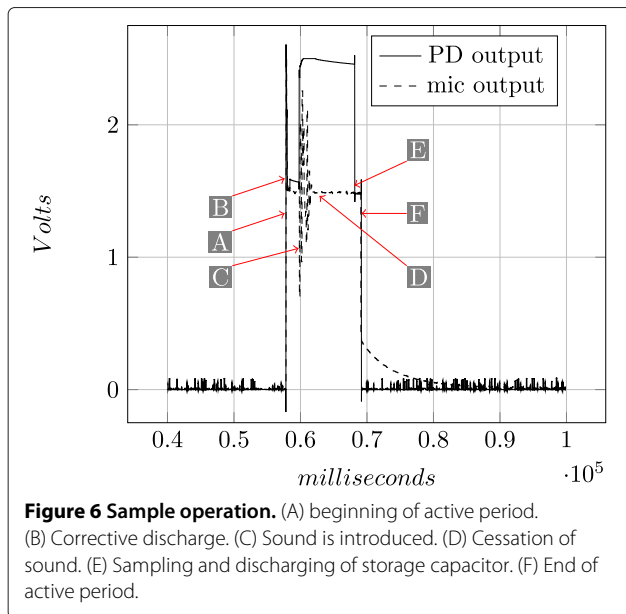 PD output
mic output
2
1
0
Volts
B
A
C
E
F
D
0.4 0.5 0.6 0.7 0.8 0.9 1
milliseconds
·10⁵
Figure 6 Sample operation. (A) beginning of active period.
(B) Corrective discharge. (C) Sound is introduced. (D) Cessation of
sound. (E) Sampling and discharging of storage capacitor. (F) End of
active period.